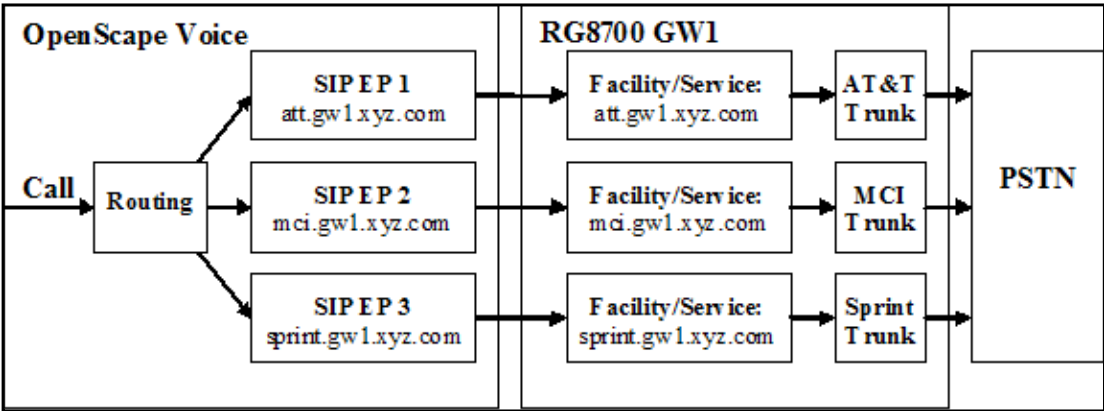 OpenScape Voice
RG8700 GW1
SIP EP 1
att.gw1.xyz.com
Facility/Service:
att.gw1.xyz.com
AT&T
Trunk
Call
Routing
SIP EP 2
mci.gw1.xyz.com
Facility/Service:
mci.gw1.xyz.com
MCI
Trunk
PSTN
SIP EP 3
sprint.gw1.xyz.com
Facility/Service:
sprint.gw1.xyz.com
Sprint
Trunk